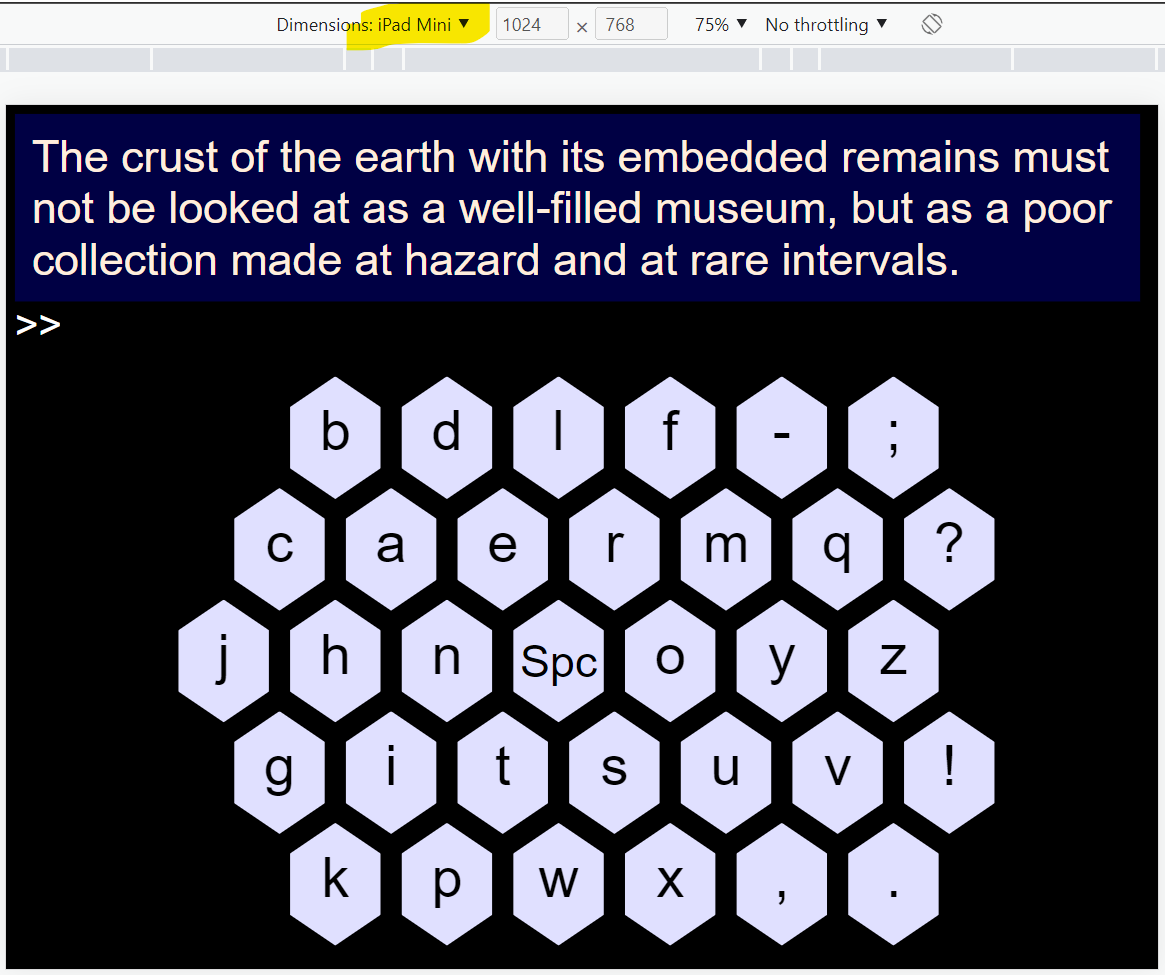 Dimensions: iPad Mini ▼ 1024 × 768 75% ▼ No throttling ▼
The crust of the earth with its embedded remains must
not be looked at as a well-filled museum, but as a poor
collection made at hazard and at rare intervals.
>>
b d l f - ;
c a e r m q ?
j h n Spc o y z
g i t s u v !
k p w x , .